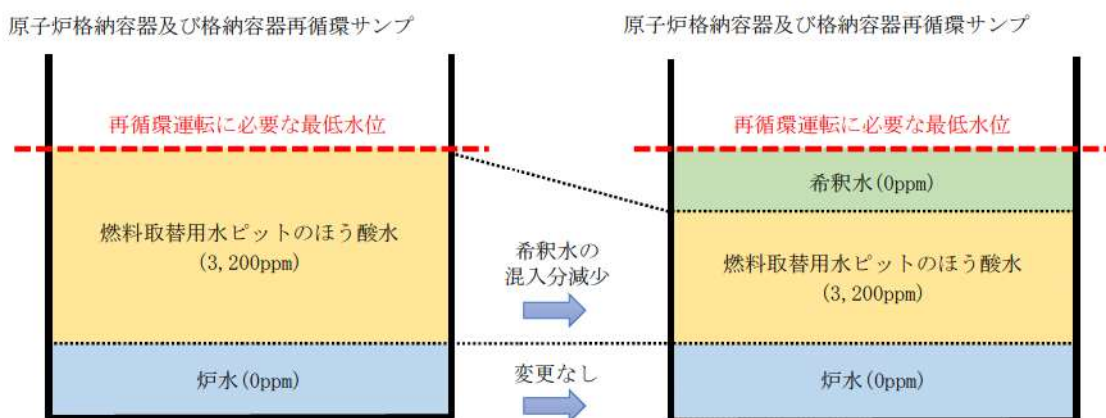 原子炉格納容器及び格納容器再循環サンプ
再循環運転に必要な最低水位
燃料取替用水ピットのほう酸水
(3,200ppm)
炉水(0ppm)
希釈水の
混入分減少
変更なし
原子炉格納容器及び格納容器再循環サンプ
再循環運転に必要な最低水位
希釈水(0ppm)
燃料取替用水ピットのほう酸水
(3,200ppm)
炉水(0ppm)